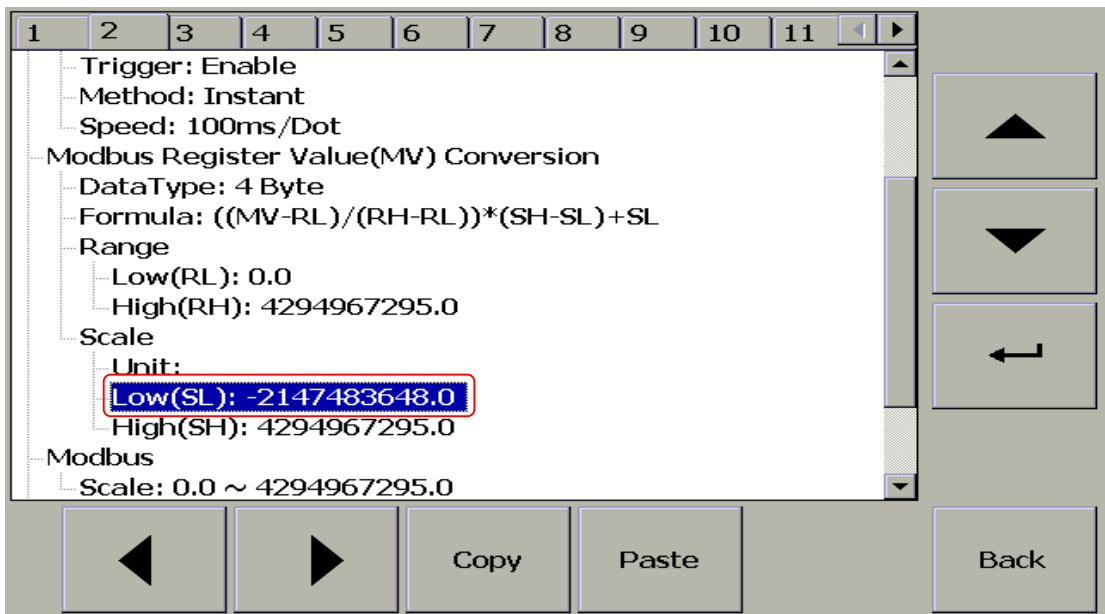 1 2 3 4 5 6 7 8 9 10 11
Trigger: Enable
Method: Instant
Speed: 100ms/Dot
Modbus Register Value(MV) Conversion
DataType: 4 Byte
Formula: ((MV-RL)/(RH-RL))*(SH-SL)+SL
Range
Low(RL): 0.0
High(RH): 4294967295.0
Scale
Unit:
Low(SL): -2147483648.0
High(SH): 4294967295.0
Modbus
Scale: 0.0 ~ 4294967295.0
Copy Paste Back